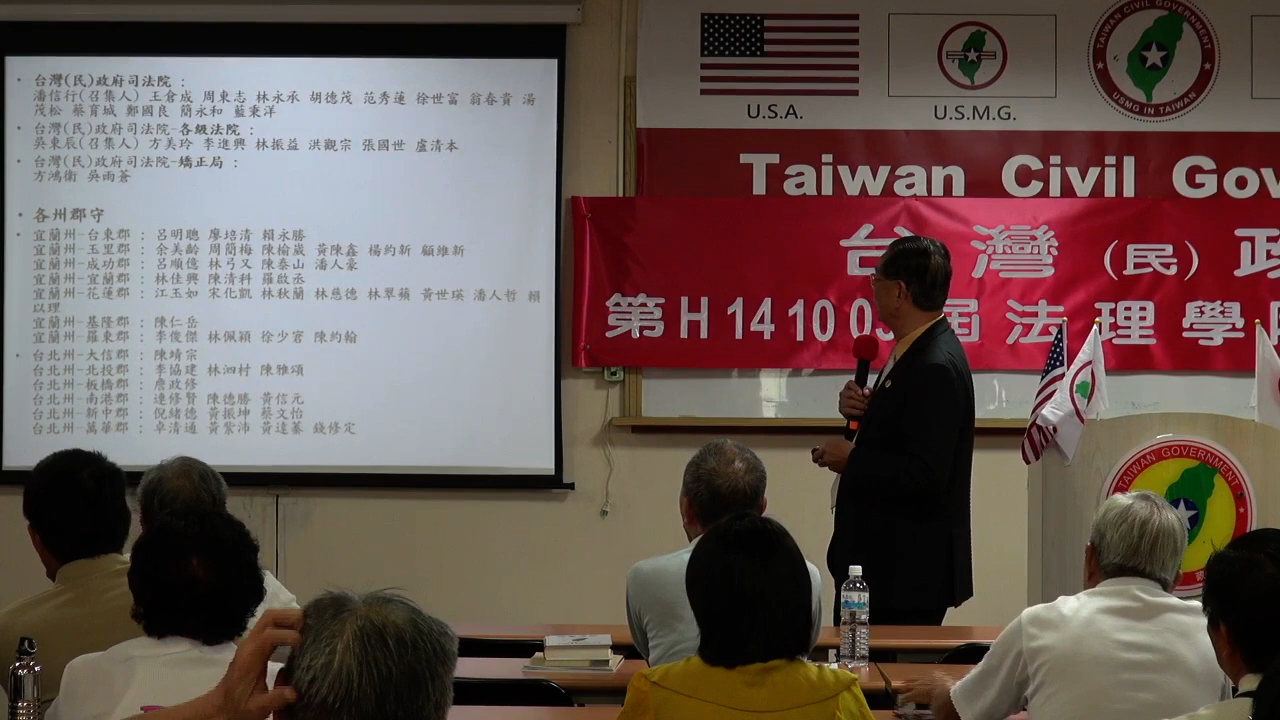 台灣(民)政府司法院：
潘信行(召集人) 王倉成 周東志 林永承 胡德茂 范秀蓮 徐世富 翁春貴 湯
茂松 蔡育城 鄭國良 簡永和 藍秉洋
台灣(民)政府司法院-各級法院：
吳東辰(召集人) 方美玲 李進興 林振益 洪觀宗 張國世 盧清本
台灣(民)政府司法院-矯正局：
方鴻衛 吳雨蒼
各州郡守
宜蘭州-台東郡：呂明聰 廖培清 賴永勝
宜蘭州-玉里郡：余美齡 周簡梅 陳榆崴 黃陳鑫 楊約新 顧維新
宜蘭州-成功郡：呂順億 林弓又 陳泰山 潘人豪
宜蘭州-宜蘭郡：林佳興 陳清科 羅啟丞
宜蘭州-花蓮郡：江玉如 宋化凱 林秋蘭 林慈德 林翠蘋 黃世瑛 潘人哲 賴
以理
宜蘭州-基隆郡：陳仁岳
宜蘭州-羅東郡：李俊傑 林佩穎 徐少宭 陳約翰
台北州-大信郡：陳靖宗
台北州-北投郡：李協建 林泗村 陳雅頌
台北州-板橋郡：詹政修
台北州-南港郡：連修賢 陳德勝 黃信元
台北州-新中郡：倪緒德 黃振坤 蔡文怡
台北州-萬華郡：卓清通 黃紫沛 黃達蓁 錢修定
U.S.A.
U.S.M.G.
TAIWAN CIVIL GOVERNMENT
USMG IN TAIWAN
Taiwan Civil Gov
台灣(民)政
第H141003屆法理學
TAIWAN GOVERNMENT